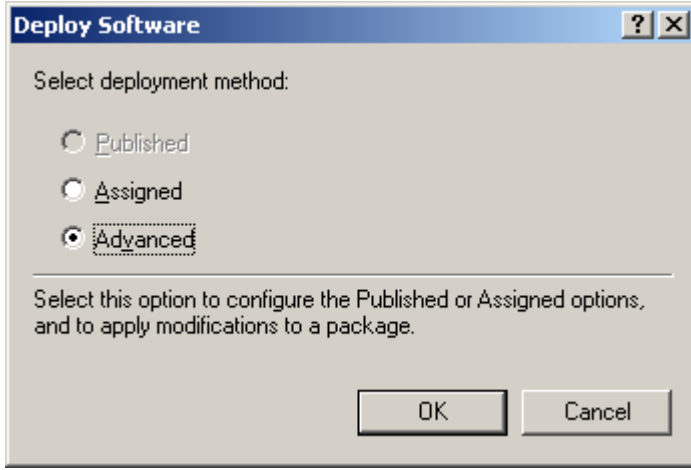 Deploy Software
Select deployment method:
Published
Assigned
Advanced
Select this option to configure the Published or Assigned options,
and to apply modifications to a package.
OK Cancel